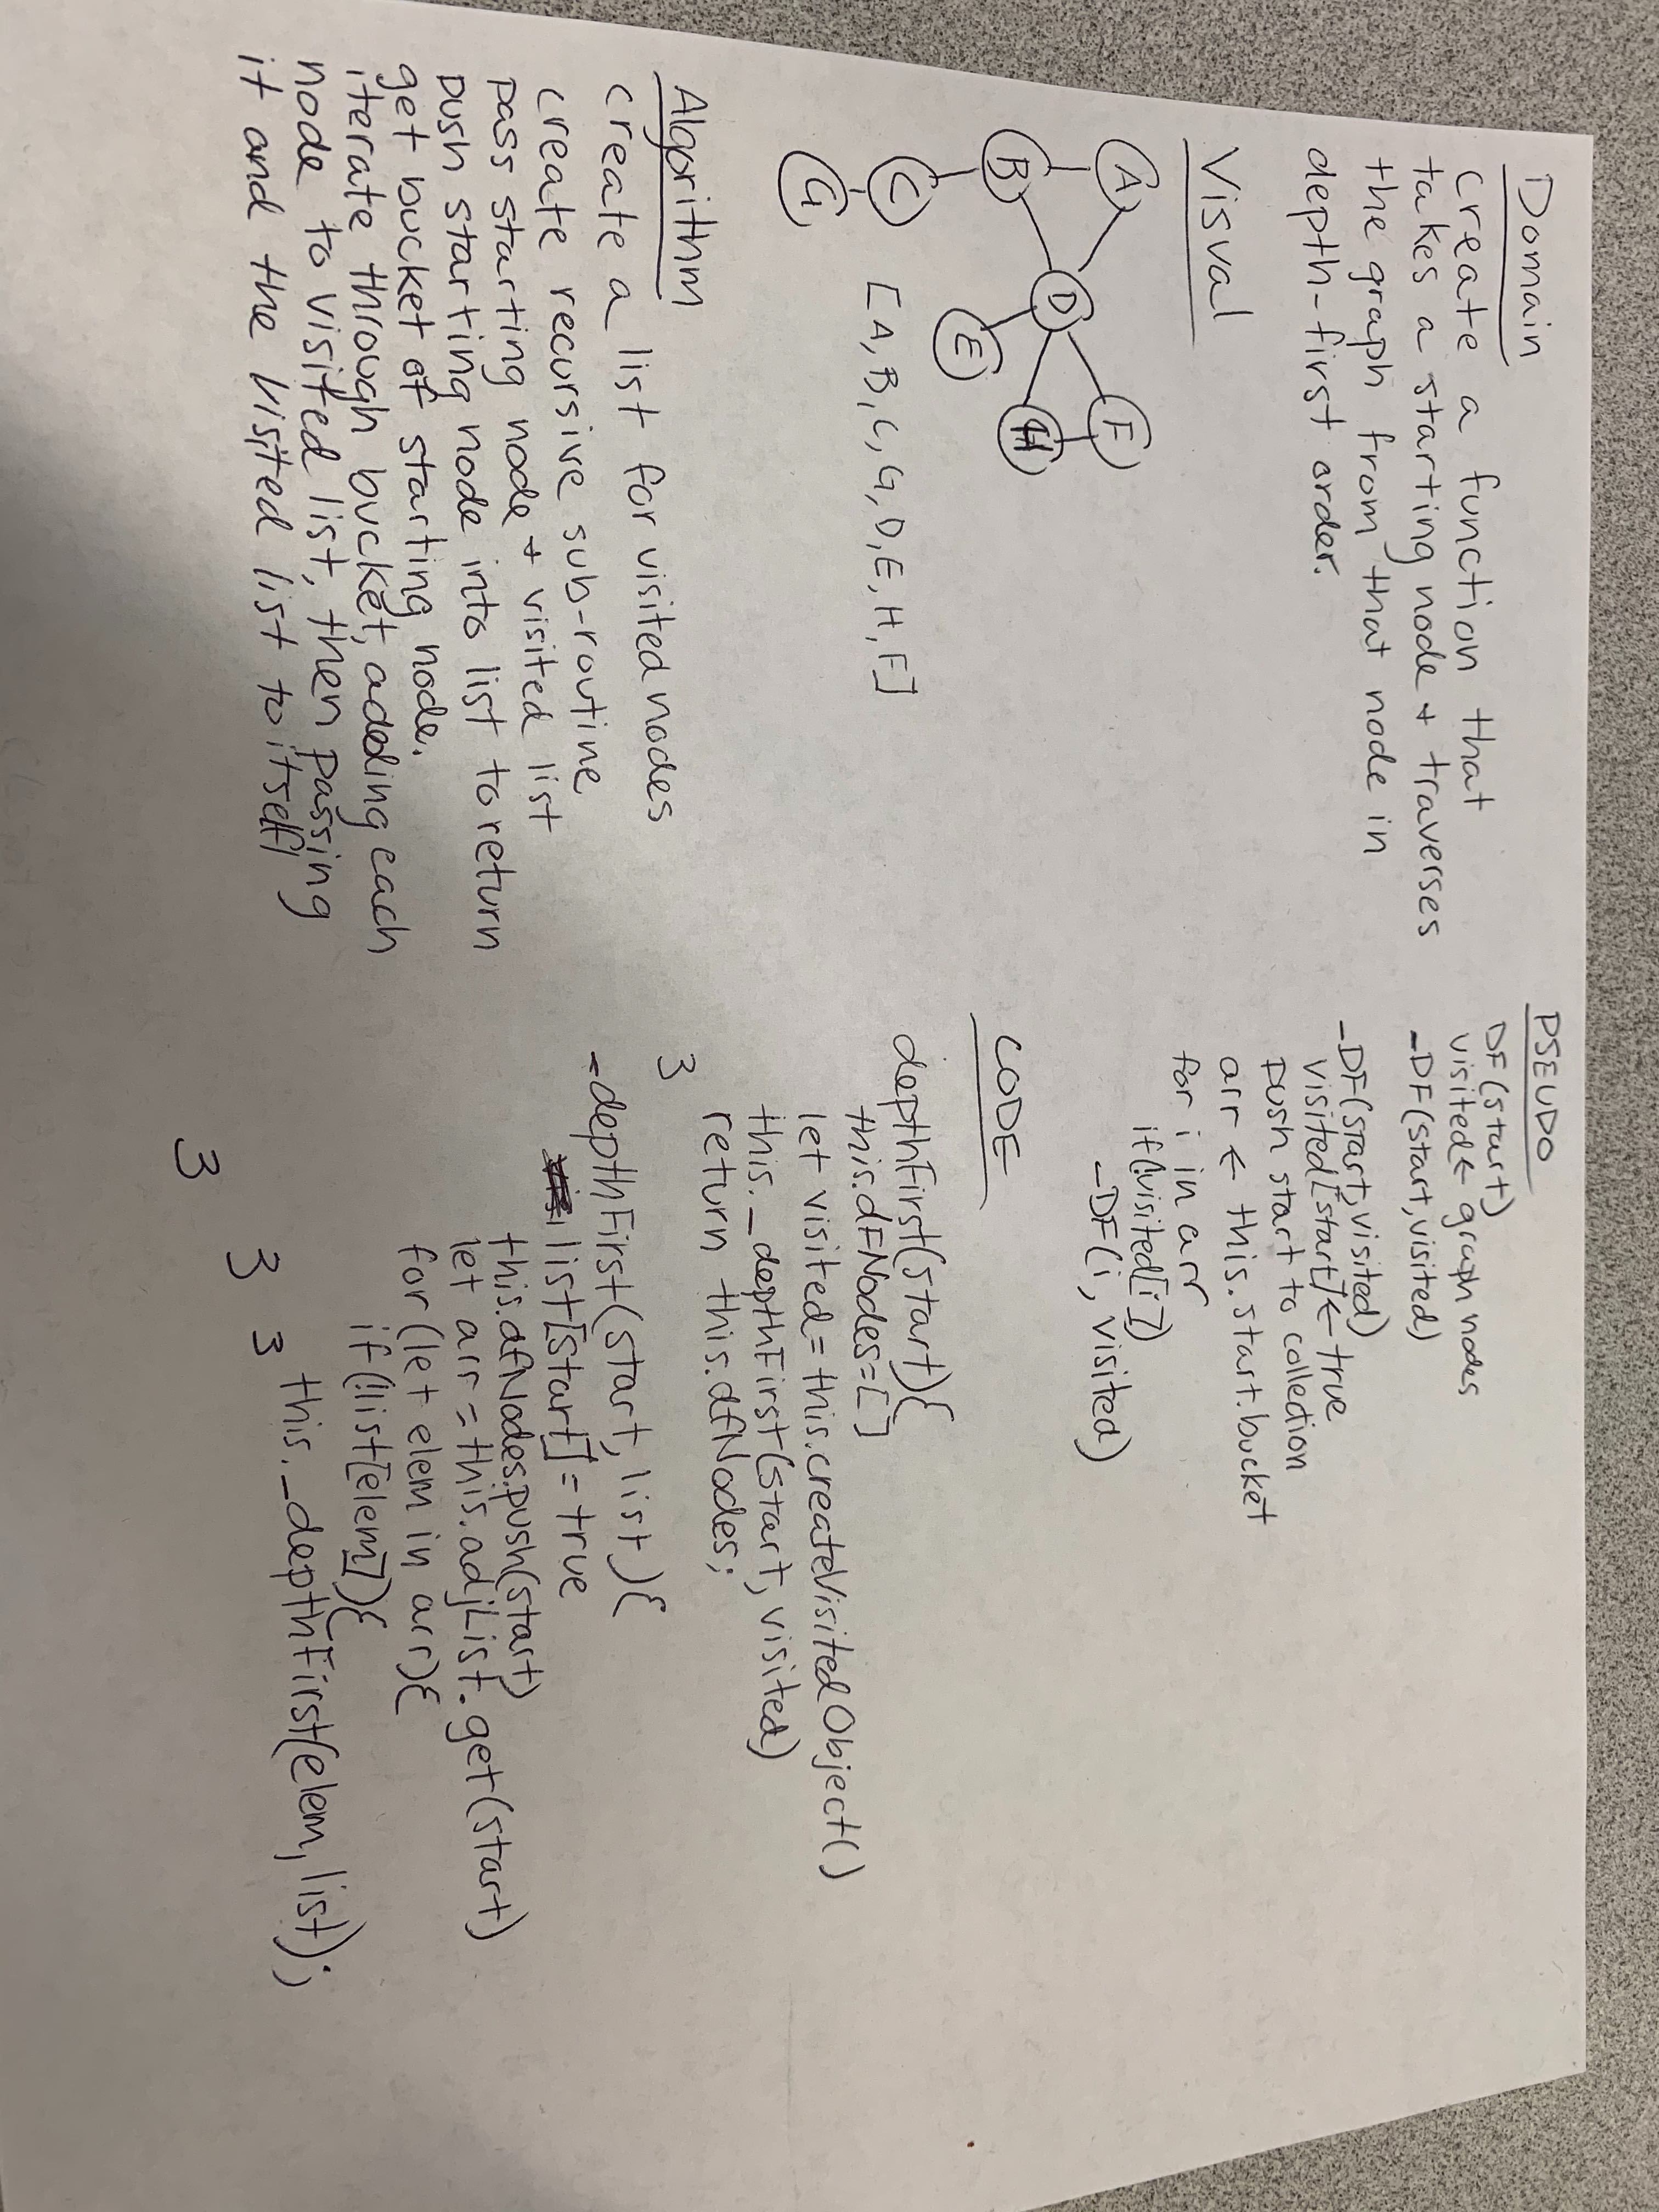 Domain
Create a function that
takes a starting node + traverses
the graph from that node in
depth-first order.
Visual
A
B
C
G
D
E
F
H
[A, B, C, G, D, E, H, F]
Algorithm
Create a list for visited nodes
Create recursive sub-routine
pass starting node + visited list
push starting node into list to return
get bucket of starting node.
iterate through bucket, adding each
node to visited list, then passing
it and the visited list to itself
PSEUDO
DF(start)
visited ← graph nodes
_DF(start, visited)
_DF(start, visited)
visited[start] ← true
push start to collection
arr ← this.start.bucket
for i in arr
if(!visited[i])
_DF(i, visited)
CODE
depthFirst(start){
this.dFNodes=[]
let visited = this.createVisitedObject()
this._depthFirst(start, visited)
return this.dfNodes;
}
_depthFirst(start, list){
list[start] = true
this.dfNodes.push(start)
let arr = this.adjList.get(start)
for (let elem in arr){
if(!list[elem]){
this._depthFirst(elem, list);
}
}
}